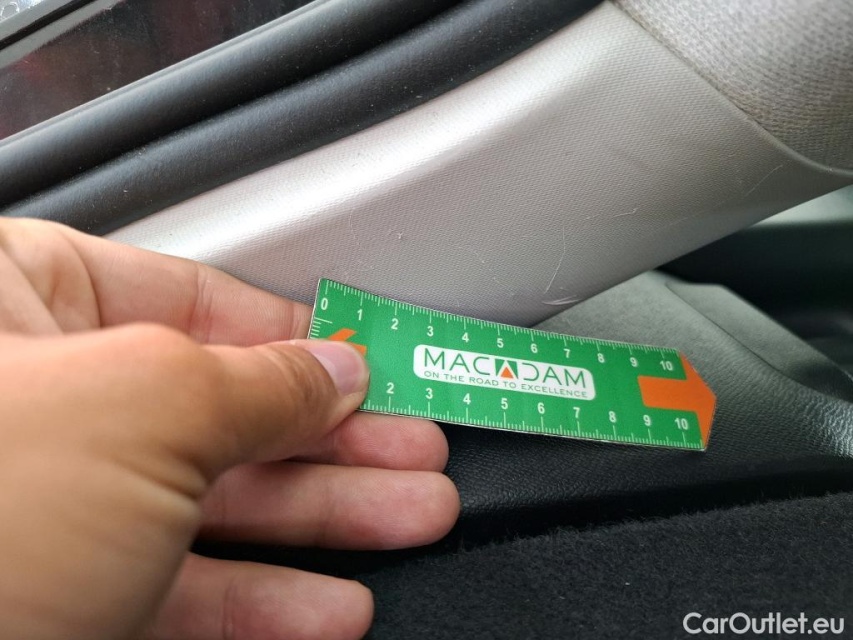 0 1 2 3 4 5 6 7 8 9 10
MACADAM
ON THE ROAD TO EXCELLENCE
2 3 4 5 6 7 8 9 10
CarOutlet.eu